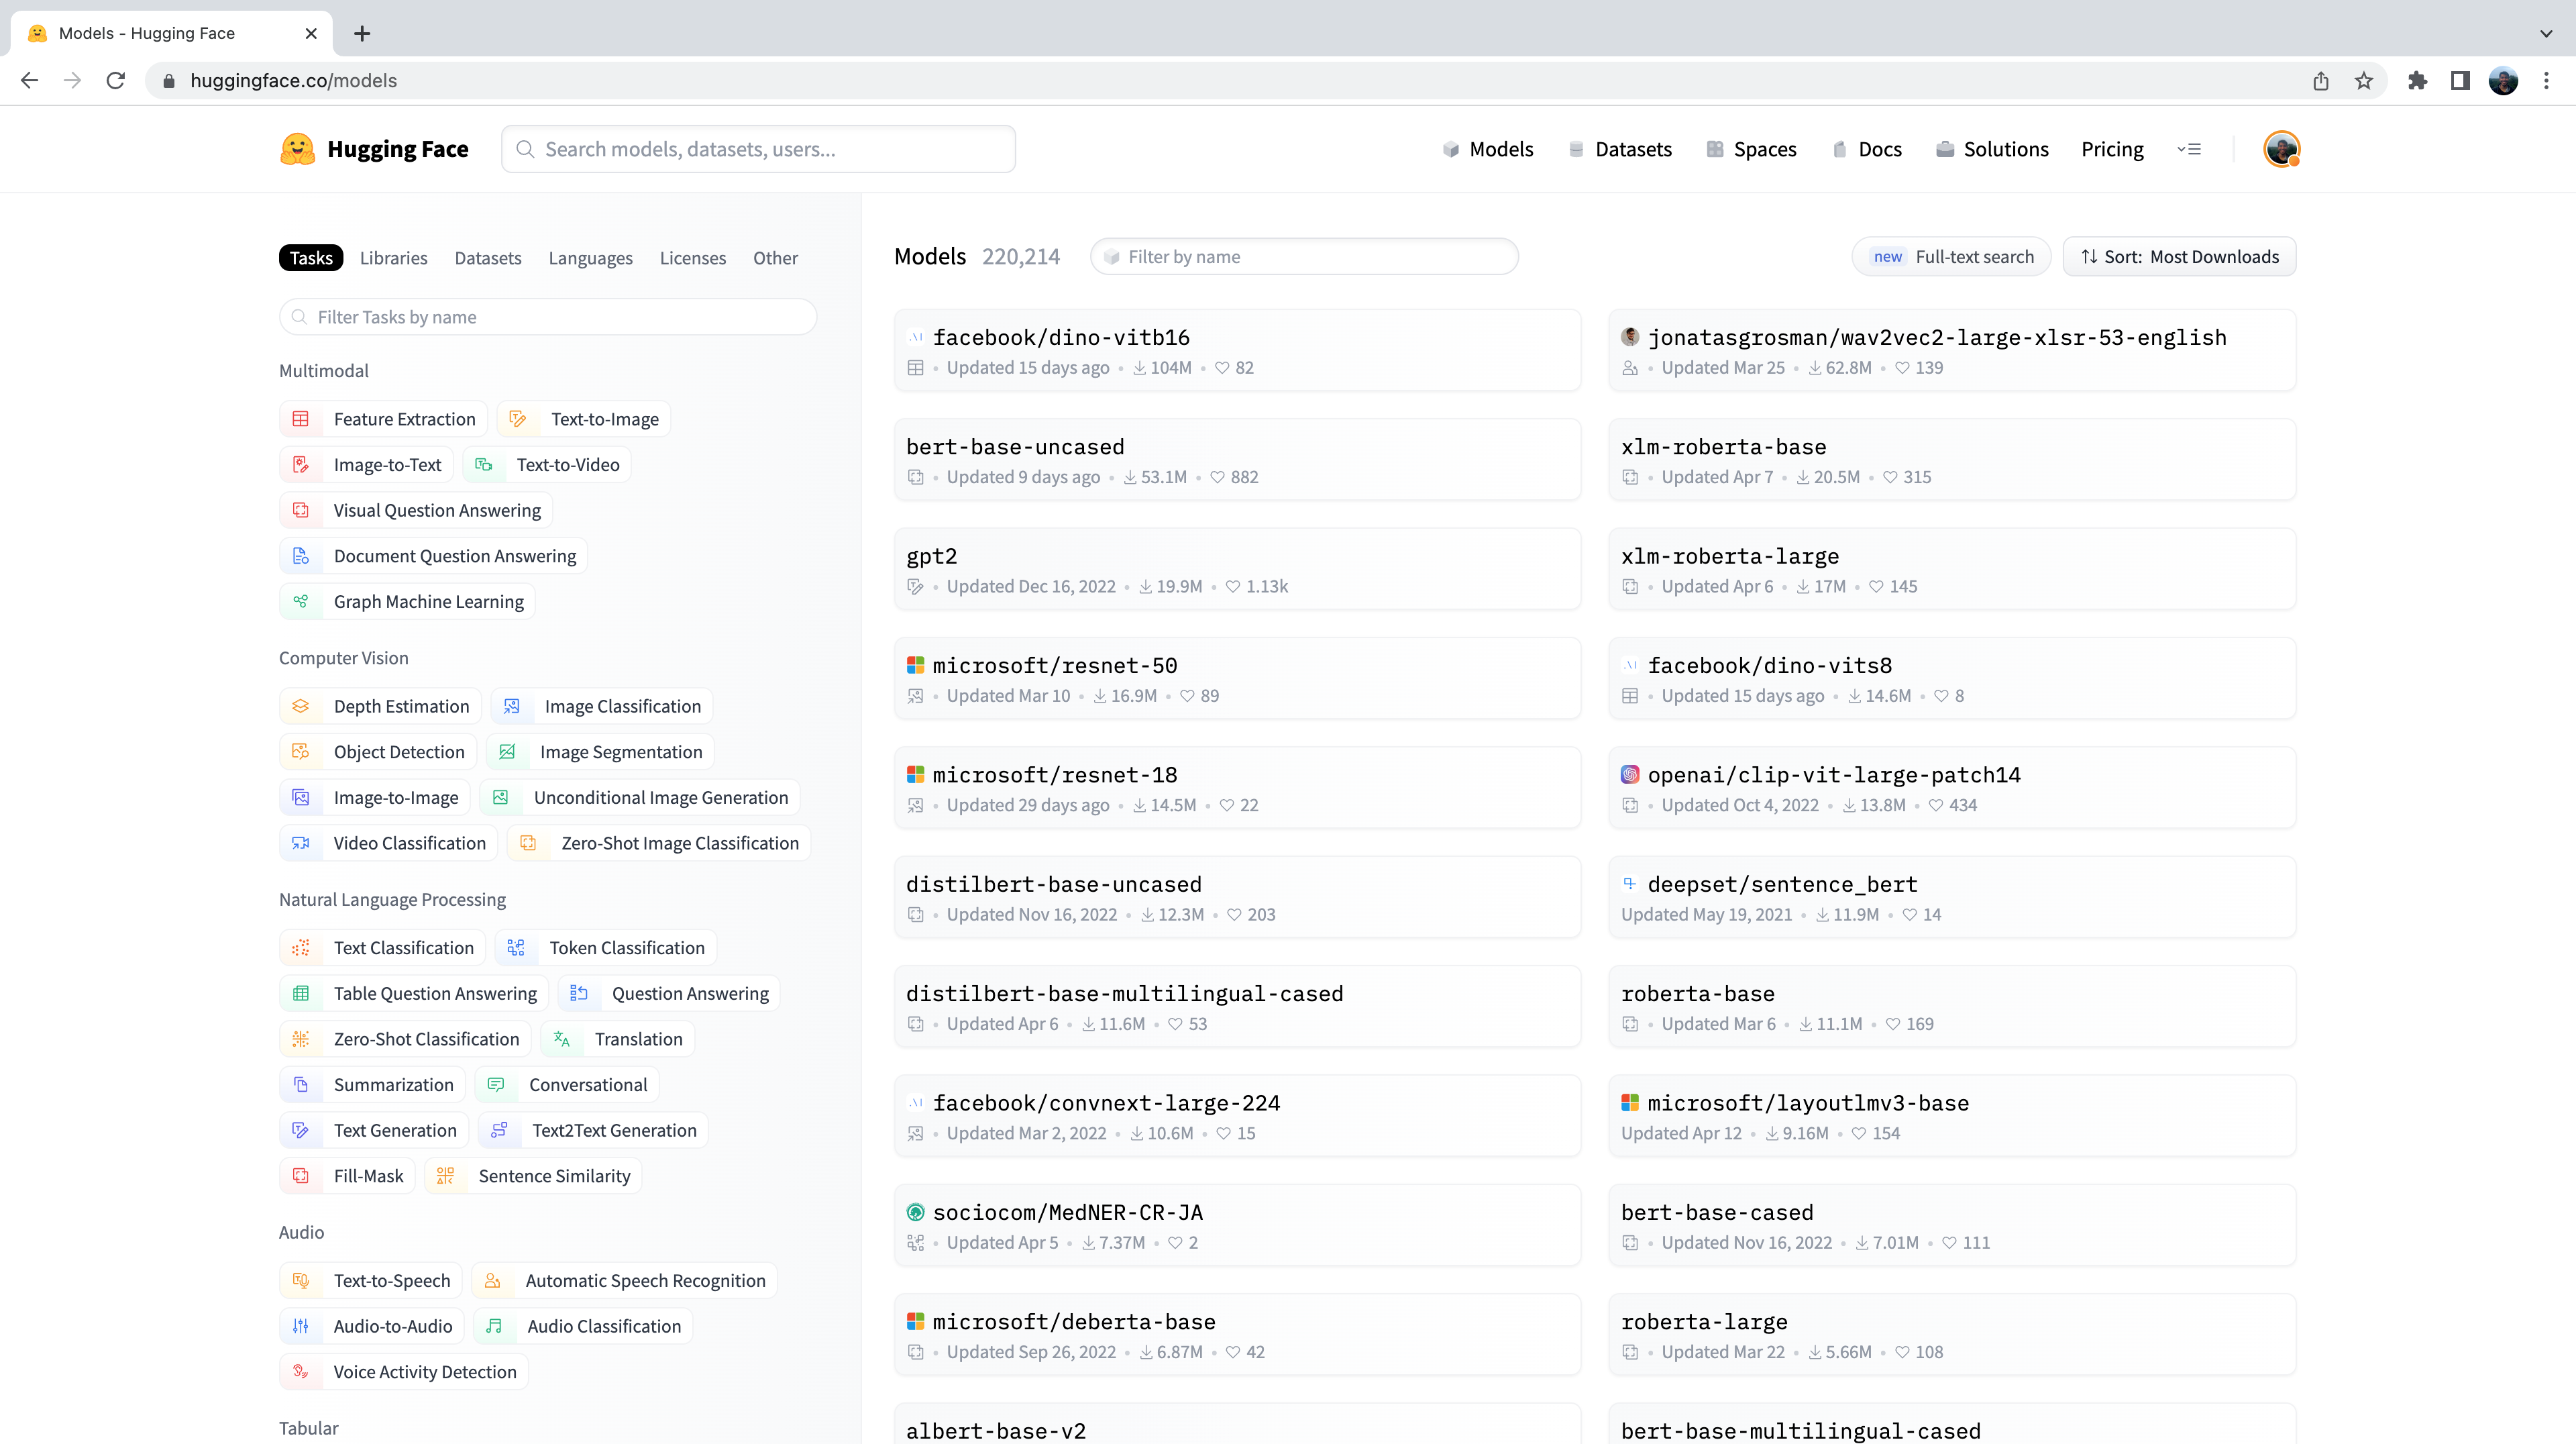 Models - Hugging Face
huggingface.co/models
Hugging Face
Search models, datasets, users...
Models
Datasets
Spaces
Docs
Solutions
Pricing
Tasks
Libraries
Datasets
Languages
Licenses
Other
Filter Tasks by name
Multimodal
Feature Extraction
Text-to-Image
Image-to-Text
Text-to-Video
Visual Question Answering
Document Question Answering
Graph Machine Learning
Computer Vision
Depth Estimation
Image Classification
Object Detection
Image Segmentation
Image-to-Image
Unconditional Image Generation
Video Classification
Zero-Shot Image Classification
Natural Language Processing
Text Classification
Token Classification
Table Question Answering
Question Answering
Zero-Shot Classification
Translation
Summarization
Conversational
Text Generation
Text2Text Generation
Fill-Mask
Sentence Similarity
Audio
Text-to-Speech
Automatic Speech Recognition
Audio-to-Audio
Audio Classification
Voice Activity Detection
Tabular
Models 220,214
Filter by name
new Full-text search
Sort: Most Downloads
facebook/dino-vitb16
Updated 15 days ago • 104M • 82
jonatasgrosman/wav2vec2-large-xlsr-53-english
Updated Mar 25 • 62.8M • 139
bert-base-uncased
Updated 9 days ago • 53.1M • 882
xlm-roberta-base
Updated Apr 7 • 20.5M • 315
gpt2
Updated Dec 16, 2022 • 19.9M • 1.13k
xlm-roberta-large
Updated Apr 6 • 17M • 145
microsoft/resnet-50
Updated Mar 10 • 16.9M • 89
facebook/dino-vits8
Updated 15 days ago • 14.6M • 8
microsoft/resnet-18
Updated 29 days ago • 14.5M • 22
openai/clip-vit-large-patch14
Updated Oct 4, 2022 • 13.8M • 434
distilbert-base-uncased
Updated Nov 16, 2022 • 12.3M • 203
deepset/sentence_bert
Updated May 19, 2021 • 11.9M • 14
distilbert-base-multilingual-cased
Updated Apr 6 • 11.6M • 53
roberta-base
Updated Mar 6 • 11.1M • 169
facebook/convnext-large-224
Updated Mar 2, 2022 • 10.6M • 15
microsoft/layoutlmv3-base
Updated Apr 12 • 9.16M • 154
sociocom/MedNER-CR-JA
Updated Apr 5 • 7.37M • 2
bert-base-cased
Updated Nov 16, 2022 • 7.01M • 111
microsoft/deberta-base
Updated Sep 26, 2022 • 6.87M • 42
roberta-large
Updated Mar 22 • 5.66M • 108
albert-base-v2
bert-base-multilingual-cased